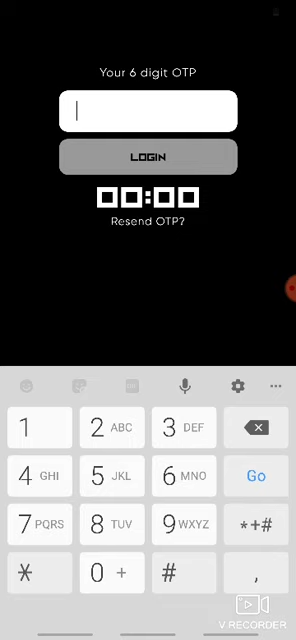 Your 6 digit OTP
LOGIN
00:00
Resend OTP?
GIF
1
2 ABC
3 DEF
4 GHI
5 JKL
6 MNO
Go
7 PQRS
8 TUV
9 WXYZ
*+#
*
0 +
#
,
V RECORDER